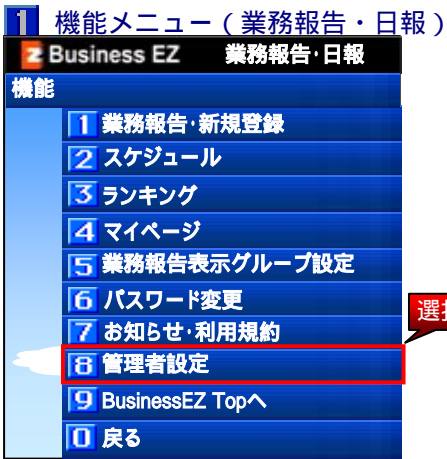 1 機能メニュー（業務報告・日報）
Business EZ 業務報告・日報
機能
1 業務報告・新規登録
2 スケジュール
3 ランキング
4 マイページ
5 業務報告表示グループ設定
6 パスワード変更
選
7 お知らせ・利用規約
8 管理者設定
9 BusinessEZ Topへ
0 戻る